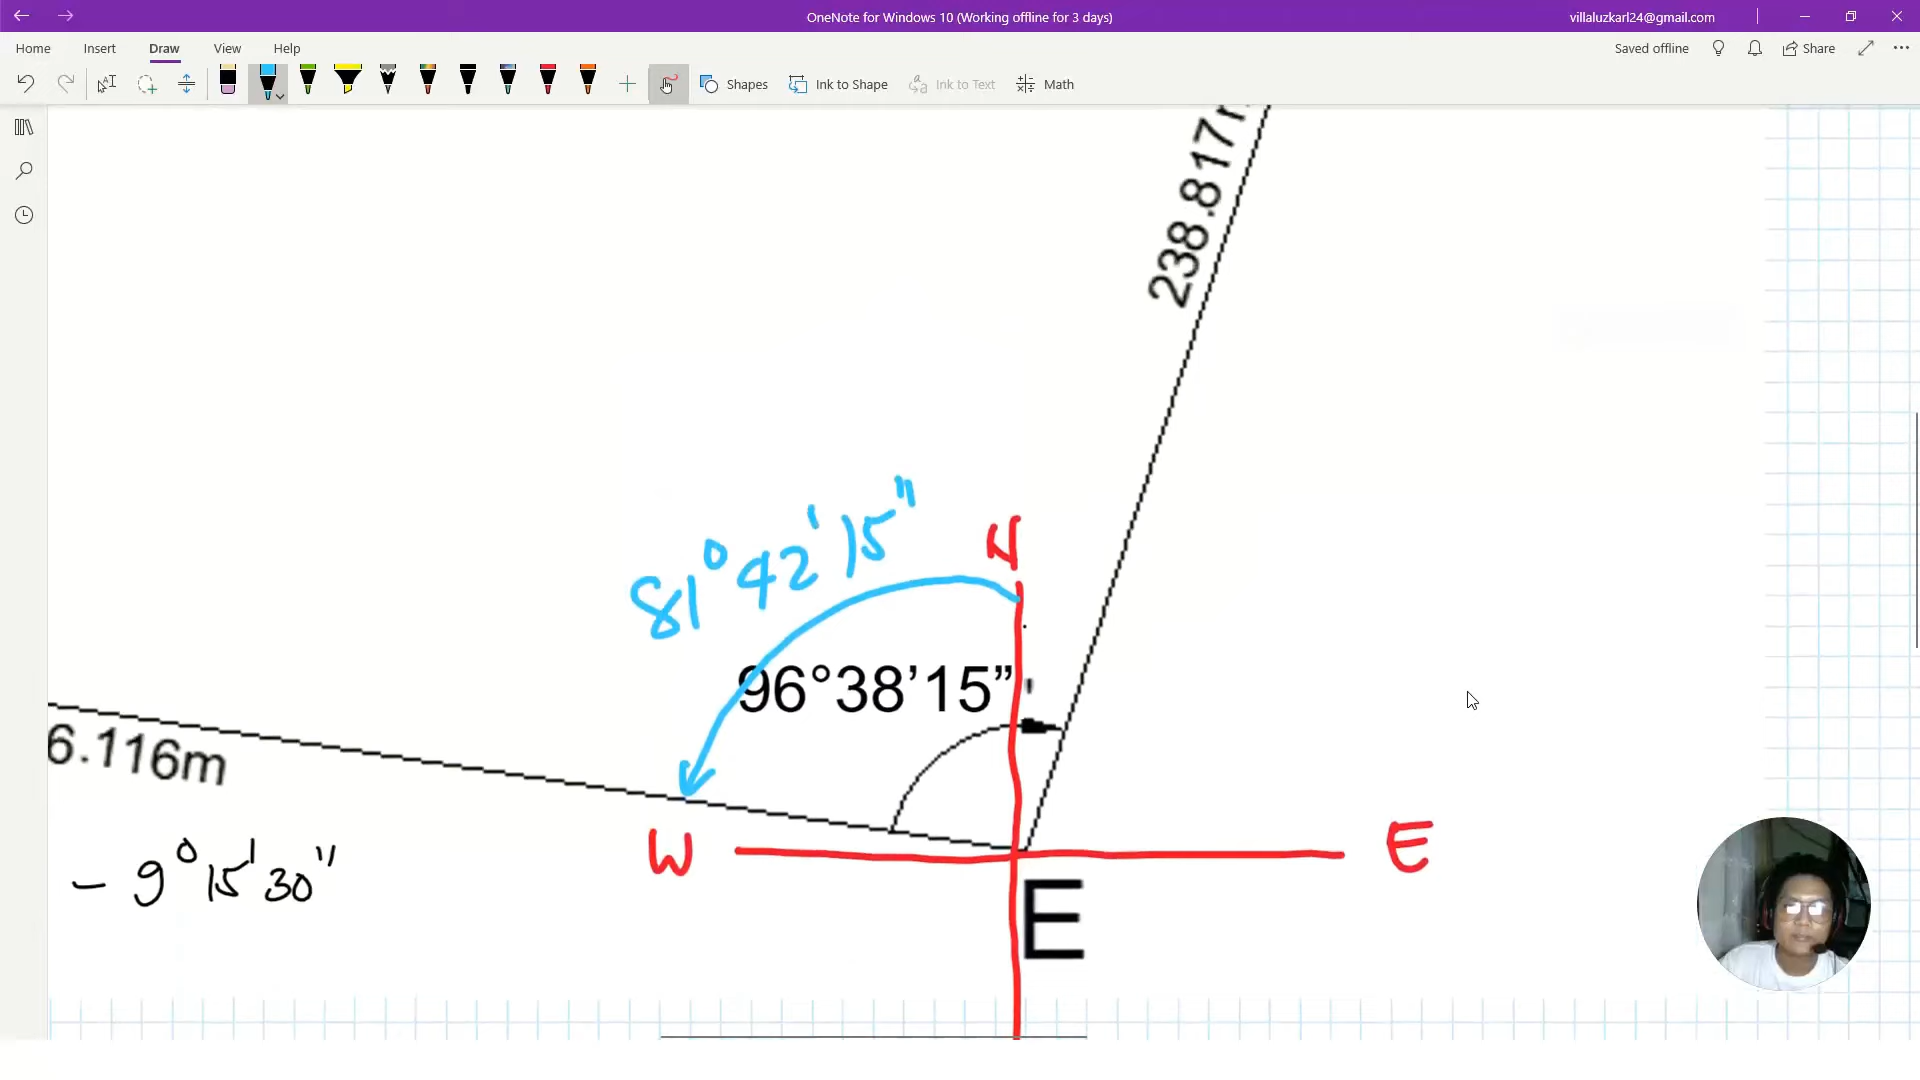 OneNote for Windows 10 (Working offline for 3 days)
villaluzkarl24@gmail.com
Home Insert Draw View Help
Saved offline
Share
Shapes
Ink to Shape
Ink to Text
Math
238.817
81°42'15"
N
96°38'15”
6.116m
W
E
- 9°15'30"
E